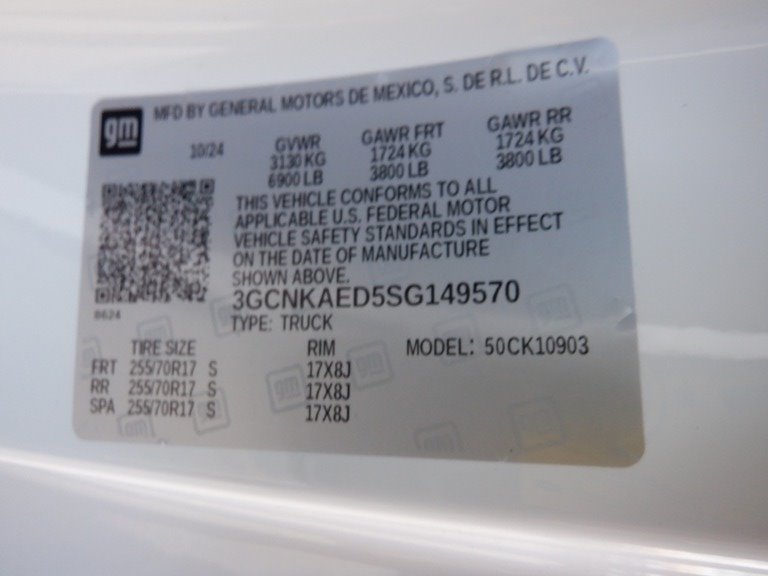 gm MFD BY GENERAL MOTORS DE MEXICO, S. DE R.L. DE C.V.
10/24 GVWR GAWR FRT GAWR RR
3130 KG 1724 KG 1724 KG
6900 LB 3800 LB 3800 LB
THIS VEHICLE CONFORMS TO ALL
APPLICABLE U.S. FEDERAL MOTOR
VEHICLE SAFETY STANDARDS IN EFFECT
ON THE DATE OF MANUFACTURE
SHOWN ABOVE.
3GCNKAED5SG149570
8624
TYPE: TRUCK
TIRE SIZE RIM MODEL: 50CK10903
FRT 255/70R17 S 17X8J
RR 255/70R17 S 17X8J
SPA 255/70R17 S 17X8J